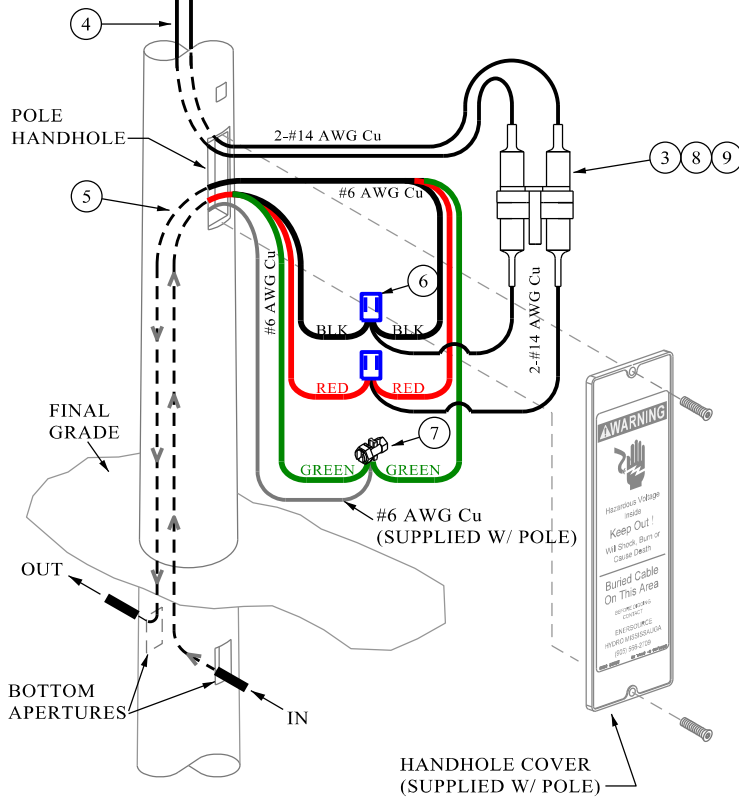 4
POLE
HANDHOLE
2-#14 AWG Cu
3 8 9
5
#6 AWG Cu
#6 AWG Cu
6
BLK BLK
2-#14 AWG Cu
RED RED
FINAL
GRADE
7
GREEN GREEN
#6 AWG Cu
(SUPPLIED W/ POLE)
WARNING
Hazardous Voltage
Inside
Keep Out !
Will Shock, Burn or
Cause Death
Buried Cable
On This Area
BEFORE DIGGING
CONTACT
ENERSOURCE
HYDRO MISSISSAUGA
OUT
BOTTOM
APERTURES
IN
HANDHOLE COVER
(SUPPLIED W/ POLE)